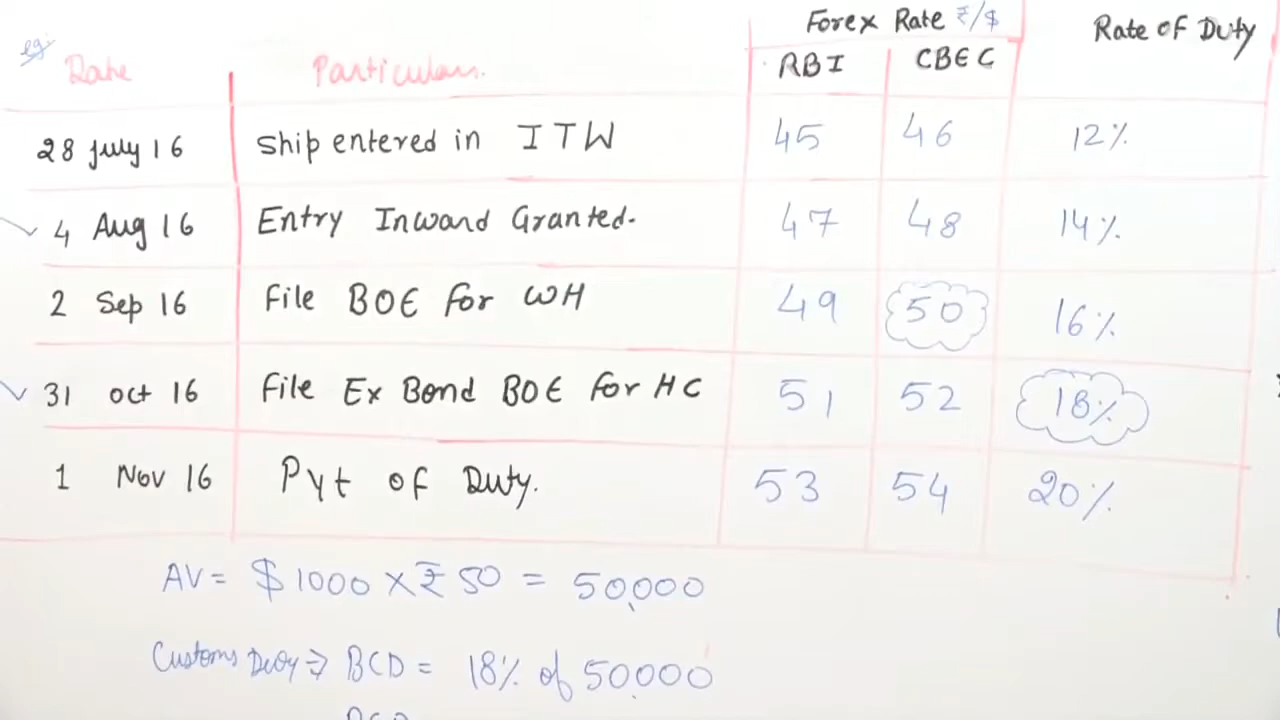 eg
Forex Rate ₹/$ Rate OF Duty
Date Particulars. RBI CBEC
28 July 16 Ship entered in ITW 45 46 12%
4 Aug 16 Entry Inward Granted. 47 48 14%
2 Sep 16 File BOE for WH 49 50 16%
31 Oct 16 File Ex Bond BOE for HC 51 52 18%
1 Nov 16 Pyt of Duty. 53 54 20%
AV = $1000 × ₹50 = 50,000
Customs Duty ⇒ BCD = 18% of 50,000